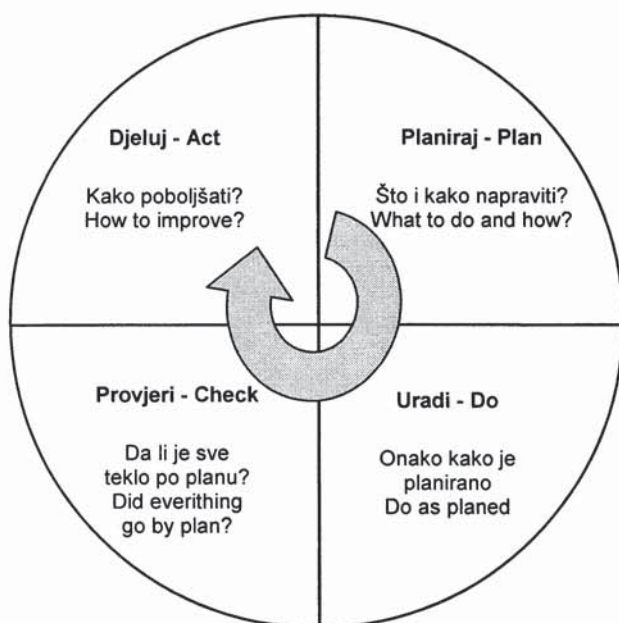 Djeluj - Act
Kako poboljšati?
How to improve?
Planiraj - Plan
Što i kako napraviti?
What to do and how?
Provjeri - Check
Da li je sve
teklo po planu?
Did everithing
go by plan?
Uradi - Do
Onako kako je
planirano
Do as planed